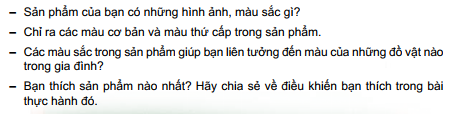 – Sản phẩm của bạn có những hình ảnh, màu sắc gì?
– Chỉ ra các màu cơ bản và màu thứ cấp trong sản phẩm.
– Các màu sắc trong sản phẩm giúp bạn liên tưởng đến màu của những đồ vật nào
trong gia đình?
– Bạn thích sản phẩm nào nhất? Hãy chia sẻ về điều khiến bạn thích trong bài
thực hành đó.